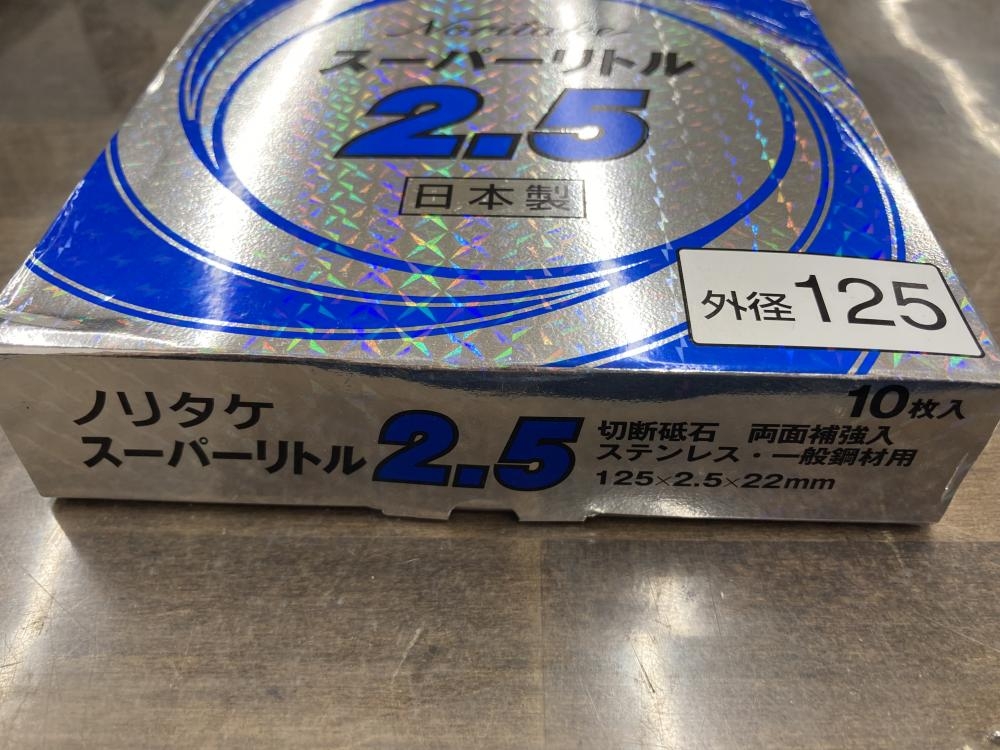 Noritake
スーパーリトル
2.5
日本製
外径125
10枚入
ノリタケ
スーパーリトル2.5
切断砥石 両面補強入
ステンレス・一般鋼材用
125×2.5×22mm